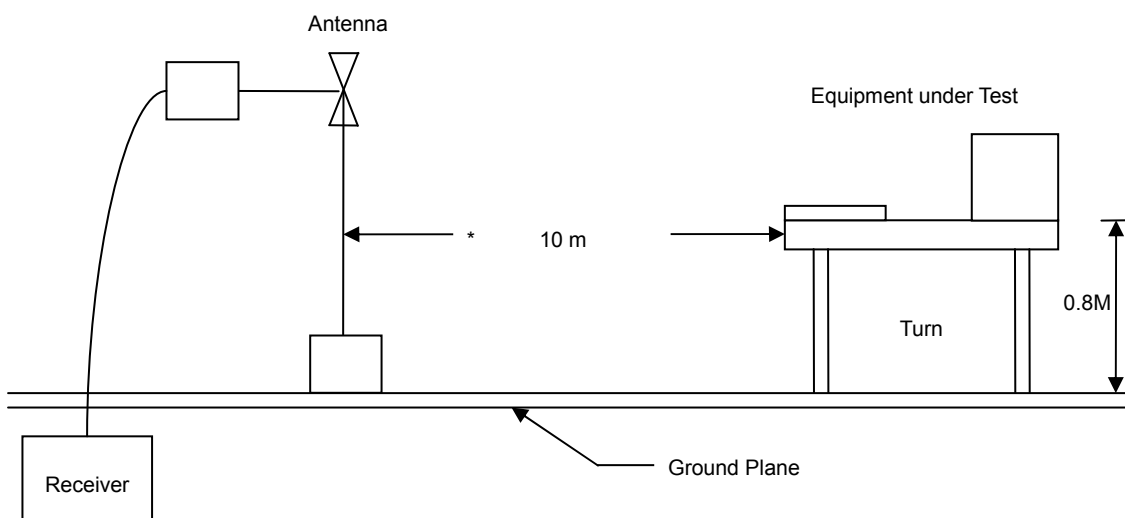 Antenna
Equipment under Test
* 10 m
0.8M
Turn
Ground Plane
Receiver